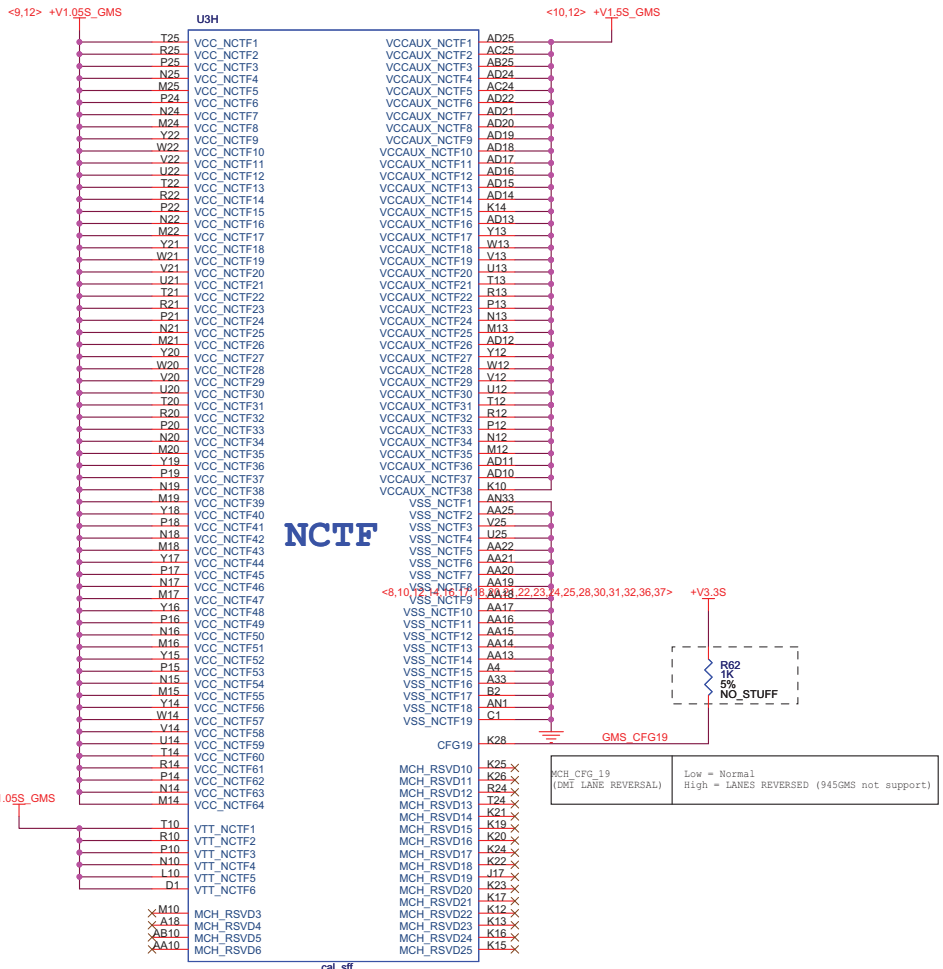 <9,12> +V1.05S_GMS
U3H
<10,12> +V1.5S_GMS
T25 VCC_NCTF1
R25 VCC_NCTF2
P25 VCC_NCTF3
N25 VCC_NCTF4
M25 VCC_NCTF5
P24 VCC_NCTF6
N24 VCC_NCTF7
M24 VCC_NCTF8
Y22 VCC_NCTF9
W22 VCC_NCTF10
V22 VCC_NCTF11
U22 VCC_NCTF12
T22 VCC_NCTF13
R22 VCC_NCTF14
P22 VCC_NCTF15
N22 VCC_NCTF16
M22 VCC_NCTF17
Y21 VCC_NCTF18
W21 VCC_NCTF19
V21 VCC_NCTF20
U21 VCC_NCTF21
T21 VCC_NCTF22
R21 VCC_NCTF23
P21 VCC_NCTF24
N21 VCC_NCTF25
M21 VCC_NCTF26
Y20 VCC_NCTF27
W20 VCC_NCTF28
V20 VCC_NCTF29
U20 VCC_NCTF30
T20 VCC_NCTF31
R20 VCC_NCTF32
P20 VCC_NCTF33
N20 VCC_NCTF34
M20 VCC_NCTF35
Y19 VCC_NCTF36
P19 VCC_NCTF37
N19 VCC_NCTF38
M19 VCC_NCTF39
Y18 VCC_NCTF40
P18 VCC_NCTF41
N18 VCC_NCTF42
M18 VCC_NCTF43
Y17 VCC_NCTF44
P17 VCC_NCTF45
N17 VCC_NCTF46
M17 VCC_NCTF47
Y16 VCC_NCTF48
P16 VCC_NCTF49
N16 VCC_NCTF50
M16 VCC_NCTF51
Y15 VCC_NCTF52
P15 VCC_NCTF53
N15 VCC_NCTF54
M15 VCC_NCTF55
Y14 VCC_NCTF56
W14 VCC_NCTF57
V14 VCC_NCTF58
U14 VCC_NCTF59
T14 VCC_NCTF60
R14 VCC_NCTF61
P14 VCC_NCTF62
N14 VCC_NCTF63
M14 VCC_NCTF64
.05S_GMS
T10 VTT_NCTF1
R10 VTT_NCTF2
P10 VTT_NCTF3
N10 VTT_NCTF4
L10 VTT_NCTF5
D1 VTT_NCTF6
M10 MCH_RSVD3
A18 MCH_RSVD4
AB10 MCH_RSVD5
AA10 MCH_RSVD6
NCTF
VCCAUX_NCTF1 AD25
VCCAUX_NCTF2 AC25
VCCAUX_NCTF3 AB25
VCCAUX_NCTF4 AD24
VCCAUX_NCTF5 AC24
VCCAUX_NCTF6 AD22
VCCAUX_NCTF7 AD21
VCCAUX_NCTF8 AD20
VCCAUX_NCTF9 AD19
VCCAUX_NCTF10 AD18
VCCAUX_NCTF11 AD17
VCCAUX_NCTF12 AD16
VCCAUX_NCTF13 AD15
VCCAUX_NCTF14 AD14
VCCAUX_NCTF15 K14
VCCAUX_NCTF16 AD13
VCCAUX_NCTF17 Y13
VCCAUX_NCTF18 W13
VCCAUX_NCTF19 V13
VCCAUX_NCTF20 U13
VCCAUX_NCTF21 T13
VCCAUX_NCTF22 R13
VCCAUX_NCTF23 P13
VCCAUX_NCTF24 N13
VCCAUX_NCTF25 M13
VCCAUX_NCTF26 AD12
VCCAUX_NCTF27 Y12
VCCAUX_NCTF28 W12
VCCAUX_NCTF29 V12
VCCAUX_NCTF30 U12
VCCAUX_NCTF31 T12
VCCAUX_NCTF32 R12
VCCAUX_NCTF33 P12
VCCAUX_NCTF34 N12
VCCAUX_NCTF35 M12
VCCAUX_NCTF36 AD11
VCCAUX_NCTF37 AD10
VCCAUX_NCTF38 K10
VSS_NCTF1 AN33
VSS_NCTF2 AA25
VSS_NCTF3 V25
VSS_NCTF4 U25
VSS_NCTF5 AA22
VSS_NCTF6 AA21
VSS_NCTF7 AA20
VSS_NCTF8 AA19
VSS_NCTF9 AA18
VSS_NCTF10 AA17
VSS_NCTF11 AA16
VSS_NCTF12 AA15
VSS_NCTF13 AA14
VSS_NCTF14 AA13
VSS_NCTF15 A4
VSS_NCTF16 A33
VSS_NCTF17 B2
VSS_NCTF18 AN1
VSS_NCTF19 C1
CFG19 K28
MCH_RSVD10 K25
MCH_RSVD11 K26
MCH_RSVD12 R24
MCH_RSVD13 T24
MCH_RSVD14 K21
MCH_RSVD15 K19
MCH_RSVD16 K20
MCH_RSVD17 K24
MCH_RSVD18 K22
MCH_RSVD19 J17
MCH_RSVD20 K23
MCH_RSVD21 K17
MCH_RSVD22 K12
MCH_RSVD23 K13
MCH_RSVD24 K16
MCH_RSVD25 K15
cal_sff
+V3.3S
R62
1K
5%
NO_STUFF
GMS_CFG19
MCH_CFG_19
(DMI LANE REVERSAL)
Low = Normal
High = LANES REVERSED (945GMS not support)